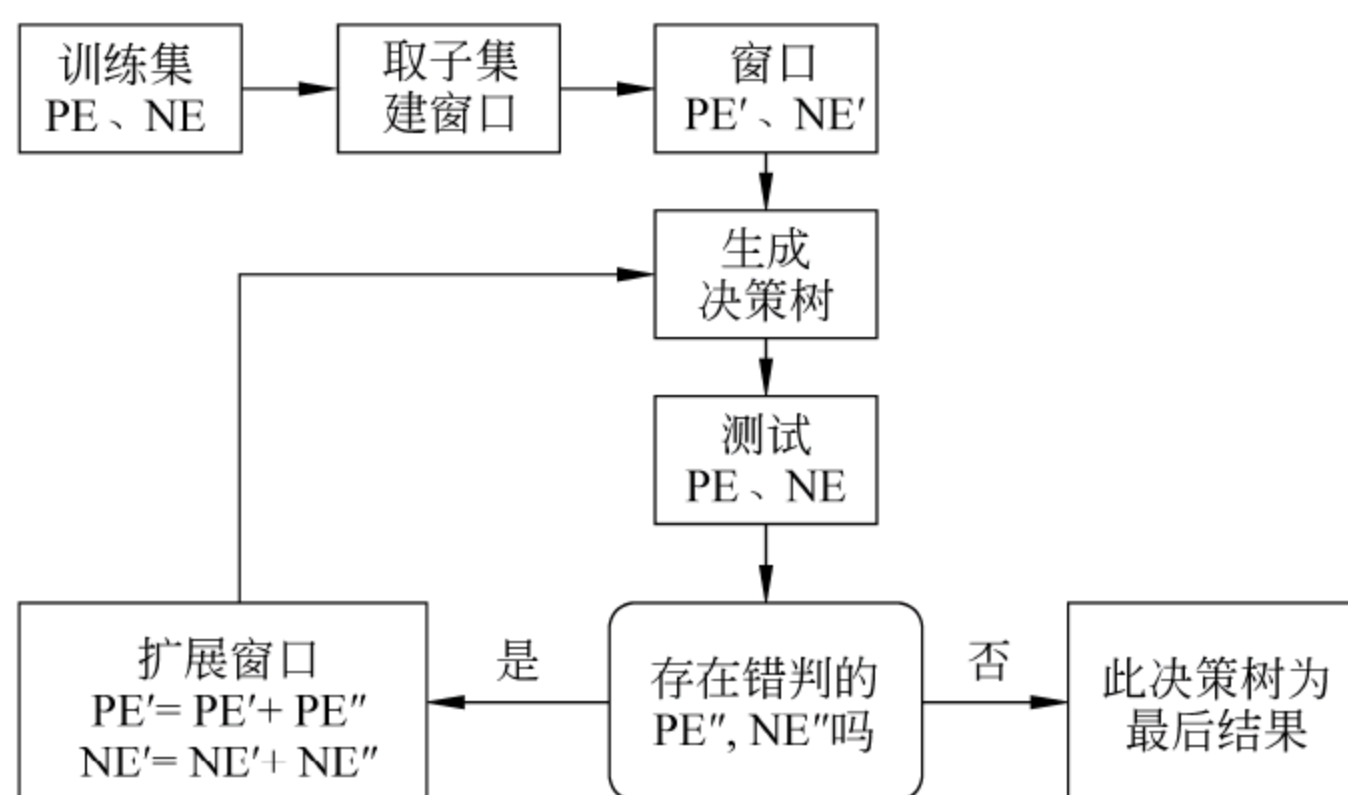 训练集
PE、NE
取子集
建窗口
窗口
PE′、NE′
生成
决策树
测试
PE、NE
扩展窗口
PE′= PE′+ PE″
NE′= NE′+ NE″
是
存在错判的
PE″, NE″吗
否
此决策树为
最后结果